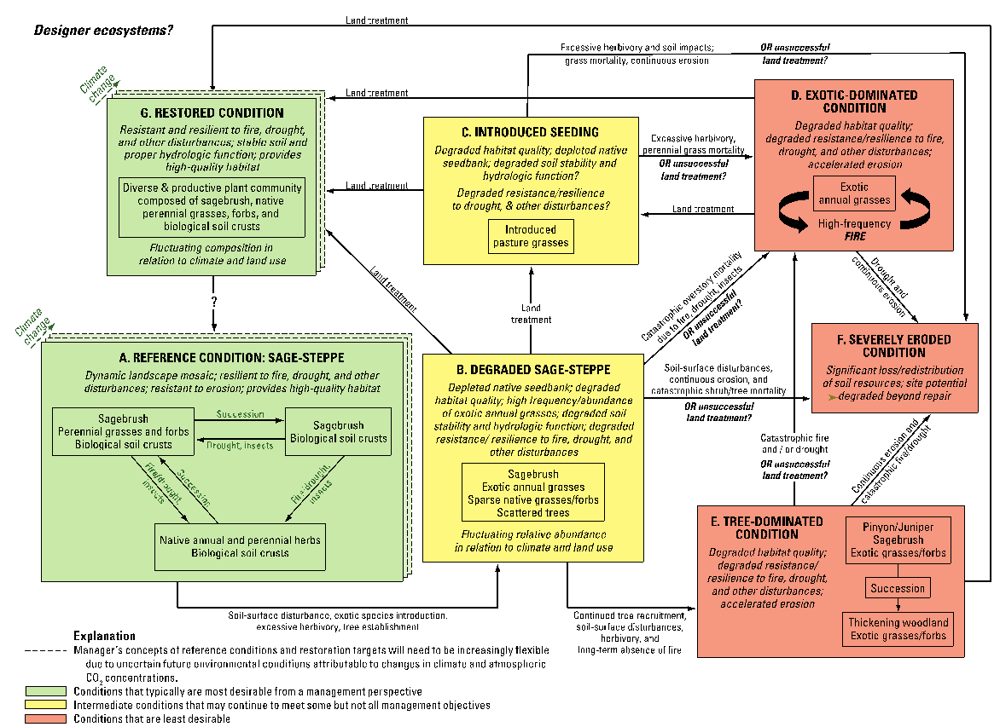 Designer ecosystems?
Land treatment
Excessive herbivory and soil impacts;
grass mortality, continuous erosion
OR unsuccessful
land treatment?
Climate
change
G. RESTORED CONDITION
Resistant and resilient to fire, drought,
and other disturbances; stable soil and
proper hydrologic function; provides
high-quality habitat
Diverse & productive plant community
composed of sagebrush, native
perennial grasses, forbs, and
biological soil crusts
Fluctuating composition in
relation to climate and land use
Land treatment
Land treatment
Land treatment
C. INTRODUCED SEEDING
Degraded habitat quality; depleted native
seedbank; degraded soil stability and
hydrologic function?
Degraded resistance/resilience
to drought, & other disturbances?
Introduced
pasture grasses
Excessive herbivory,
perennial grass mortality
OR unsuccessful
land treatment?
Land treatment
D. EXOTIC-DOMINATED
CONDITION
Degraded habitat quality;
degraded resistance/resilience to fire,
drought, and other disturbances;
accelerated erosion
Exotic
annual grasses
High-frequency
FIRE
Drought and
continuous erosion
Catastrophic overstory mortality
due to fire, drought, insects
OR unsuccessful
land treatment?
Land
treatment
?
Climate
change
A. REFERENCE CONDITION: SAGE-STEPPE
Dynamic landscape mosaic; resilient to fire, drought, and other
disturbances; resistant to erosion; provides high-quality habitat
Sagebrush
Perennial grasses and forbs
Biological soil crusts
Succession
Drought, insects
Sagebrush
Biological soil crusts
Fire/drought,
insects
Succession
Fire/drought,
insects
Native annual and perennial herbs
Biological soil crusts
B. DEGRADED SAGE-STEPPE
Depleted native seedbank; degraded
habitat quality; high frequency/abundance
of exotic annual grasses; degraded soil
stability and hydrologic function; degraded
resistance/ resilience to fire, drought, and
other disturbances
Sagebrush
Exotic annual grasses
Sparse native grasses/forbs
Scattered trees
Fluctuating relative abundance
in relation to climate and land use
Soil-surface disturbances,
continuous erosion, and
catastrophic shrub/tree mortality
OR unsuccessful
land treatment?
F. SEVERELY ERODED
CONDITION
Significant loss/redistribution
of soil resources; site potential
degraded beyond repair
Catastrophic fire
and / or drought
OR unsuccessful
land treatment?
Continuous erosion and
catastrophic fire/drought
E. TREE-DOMINATED
CONDITION
Degraded habitat quality;
degraded resistance/
resilience to fire, drought,
and other disturbances;
accelerated erosion
Pinyon/Juniper
Sagebrush
Exotic grasses/forbs
Succession
Thickening woodland
Exotic grasses/forbs
Soil-surface disturbance, exotic species introduction,
excessive herbivory, tree establishment
Continued tree recruitment,
soil-surface disturbances,
herbivory, and
long-term absence of fire
Explanation
Manager's concepts of reference conditions and restoration targets will need to be increasingly flexible
due to uncertain future environmental conditions attributable to changes in climate and atmospheric
CO2 concentrations.
Conditions that typically are most desirable from a management perspective
Intermediate conditions that may continue to meet some but not all management objectives
Conditions that are least desirable